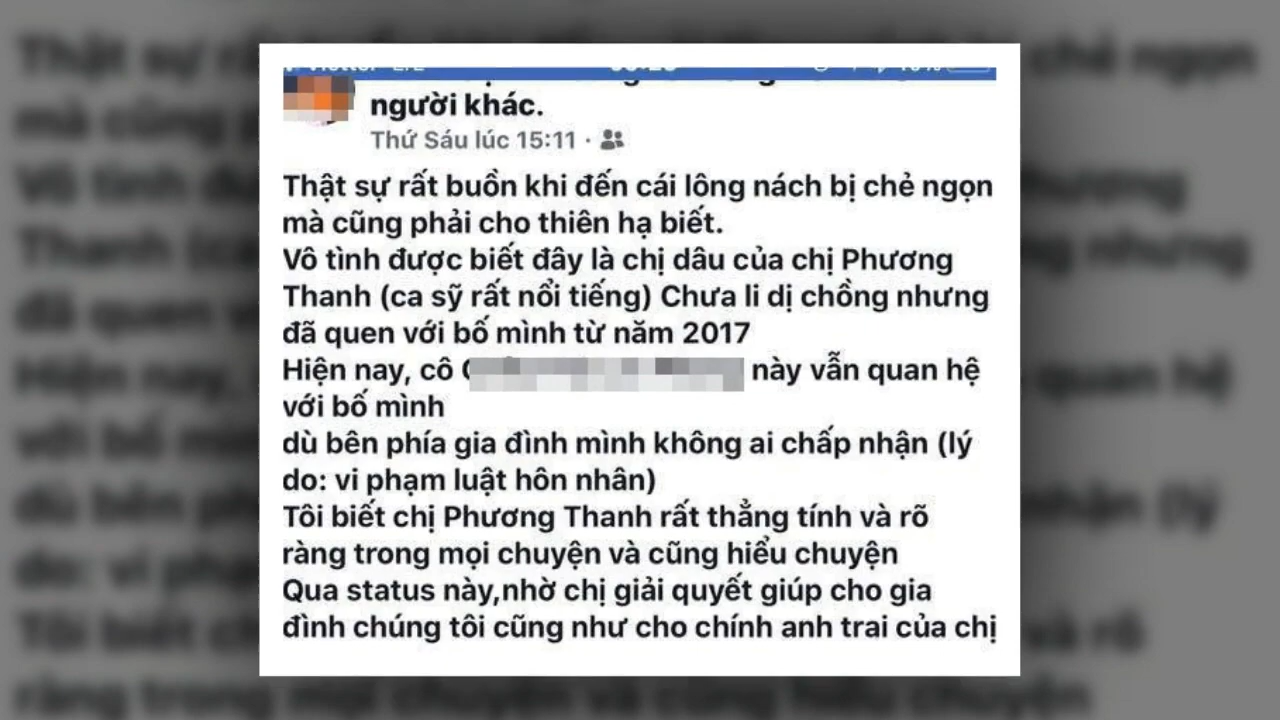 người khác.
Thứ Sáu lúc 15:11 ·
Thật sự rất buồn khi đến cái lông nách bị chẻ ngọn
mà cũng phải cho thiên hạ biết.
Vô tình được biết đây là chị dâu của chị Phương
Thanh (ca sỹ rất nổi tiếng) Chưa li dị chồng nhưng
đã quen với bố mình từ năm 2017
Hiện nay, cô này vẫn quan hệ
với bố mình
dù bên phía gia đình mình không ai chấp nhận (lý
do: vi phạm luật hôn nhân)
Tôi biết chị Phương Thanh rất thẳng tính và rõ
ràng trong mọi chuyện và cũng hiểu chuyện
Qua status này,nhờ chị giải quyết giúp cho gia
đình chúng tôi cũng như cho chính anh trai của chị